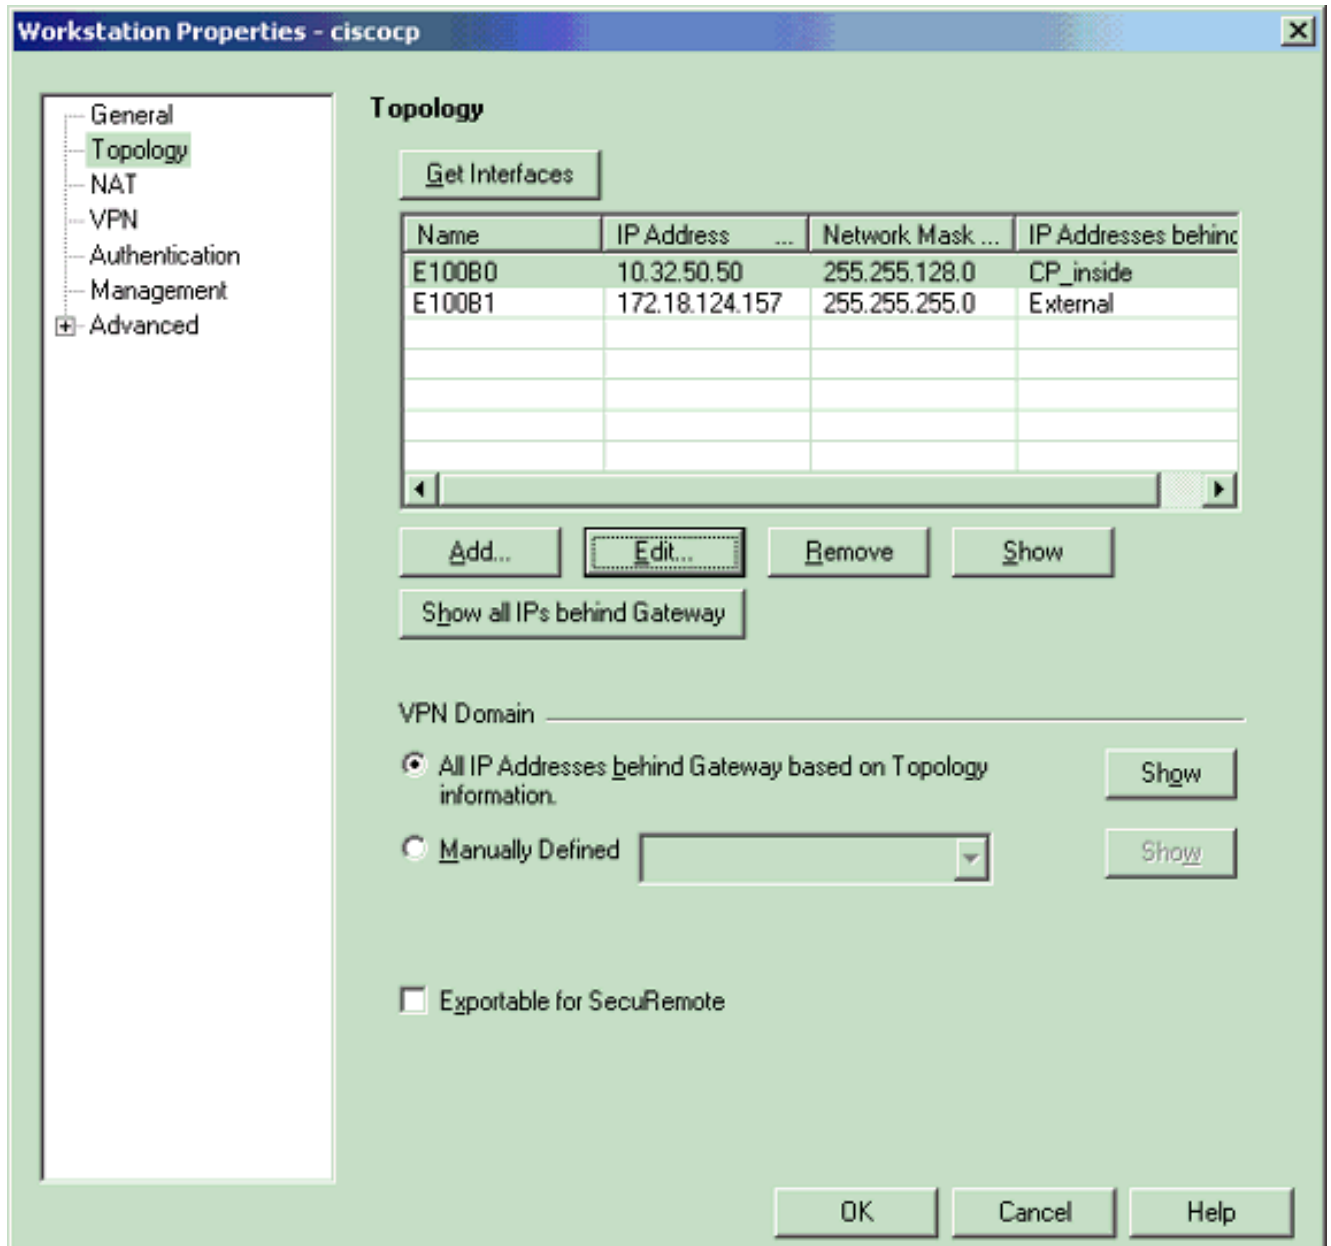 Workstation Properties - ciscocp
General
Topology
NAT
VPN
Authentication
Management
Advanced
Topology
Get Interfaces
Name IP Address ... Network Mask ... IP Addresses behind
E100B0 10.32.50.50 255.255.128.0 CP_inside
E100B1 172.18.124.157 255.255.255.0 External
Add... Edit... Remove Show
Show all IPs behind Gateway
VPN Domain
All IP Addresses behind Gateway based on Topology
information.
Show
Manually Defined
Show
Exportable for SecuRemote
OK Cancel Help